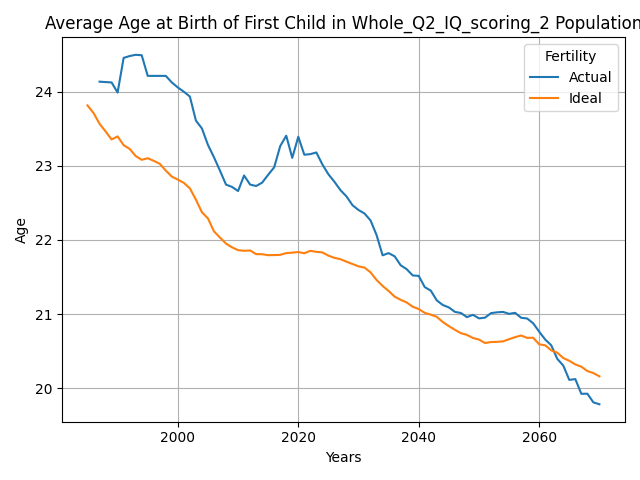 Average Age at Birth of First Child in Whole_Q2_IQ_scoring_2 Population
Fertility
Actual
Ideal
Age
24
23
22
21
20
2000
2020
2040
2060
Years